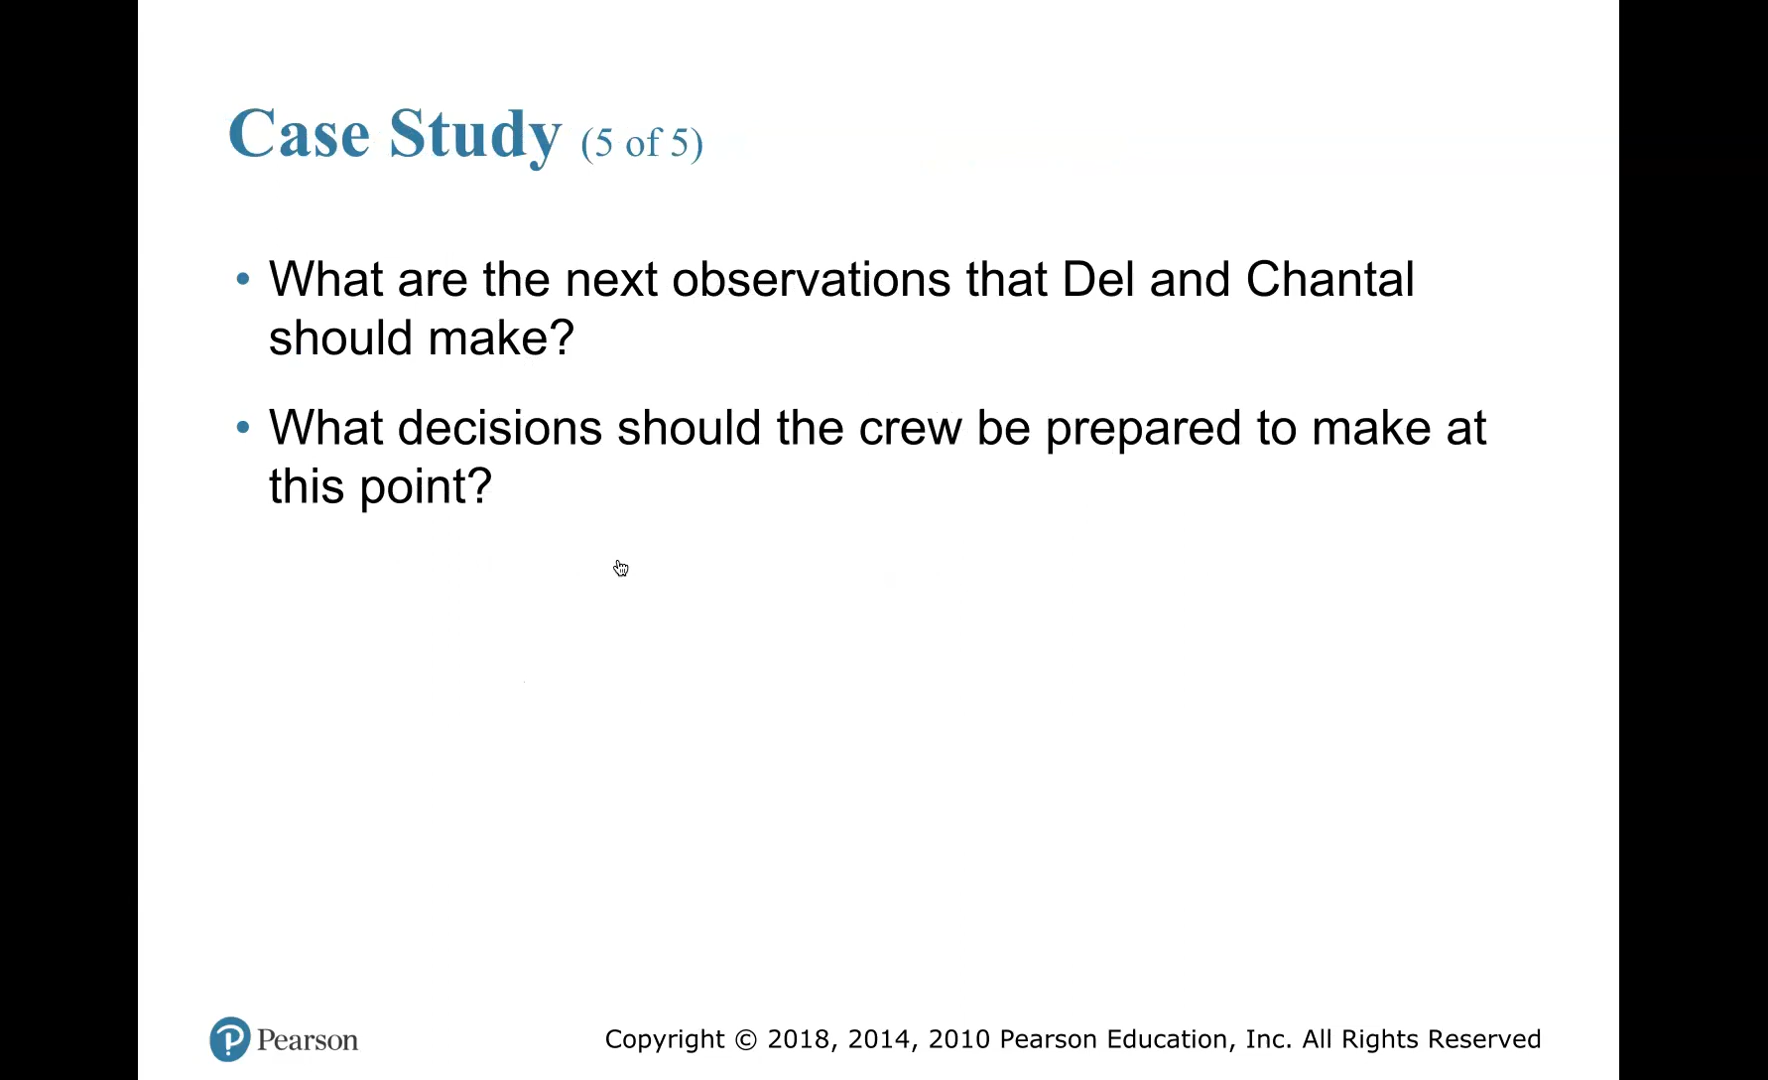 Case Study (5 of 5)
• What are the next observations that Del and Chantal
should make?
• What decisions should the crew be prepared to make at
this point?
Pearson
Copyright © 2018, 2014, 2010 Pearson Education, Inc. All Rights Reserved